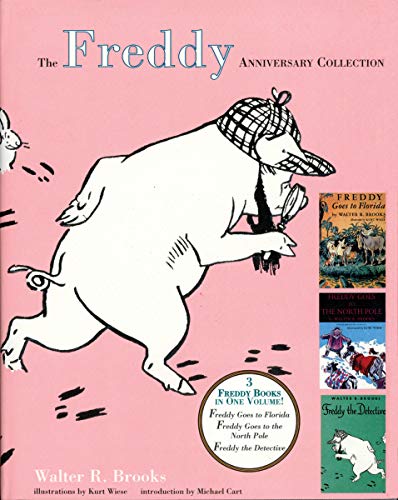 The Freddy ANNIVERSARY COLLECTION
FREDDY
Goes to Florida
by WALTER R. BROOKS
FREDDY GOES
TO
THE NORTH POLE
WALTER R. BROOKS
WALTER R. BROOKS
Freddy the Detective
3
FREDDY BOOKS
IN ONE VOLUME!
Freddy Goes to Florida
Freddy Goes to the
North Pole
Freddy the Detective
Walter R. Brooks
illustrations by Kurt Wiese introduction by Michael Cart